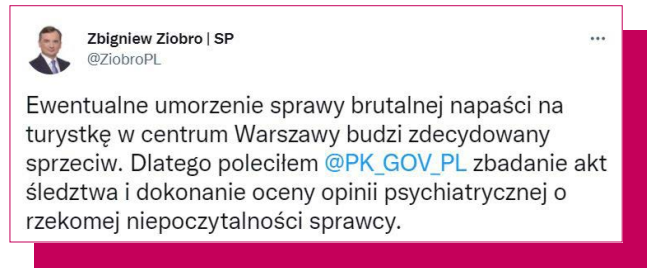 Zbigniew Ziobro | SP
@ZiobroPL
Ewentualne umorzenie sprawy brutalnej napaści na
turystkę w centrum Warszawy budzi zdecydowany
sprzeciw. Dlatego poleciłem @PK_GOV_PL zbadanie akt
śledztwa i dokonanie oceny opinii psychiatrycznej o
rzekomej niepoczytalności sprawcy.